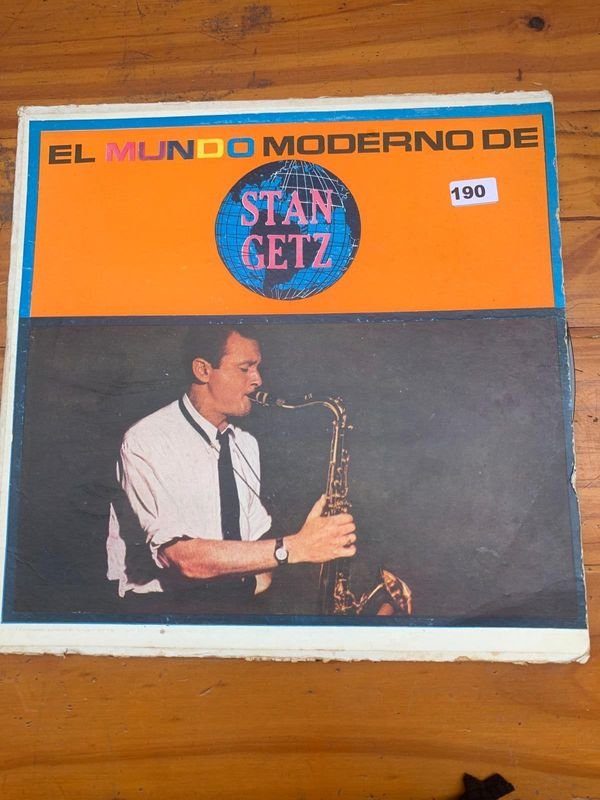 EL MUNDO MODERNO DE
STAN
GETZ
190